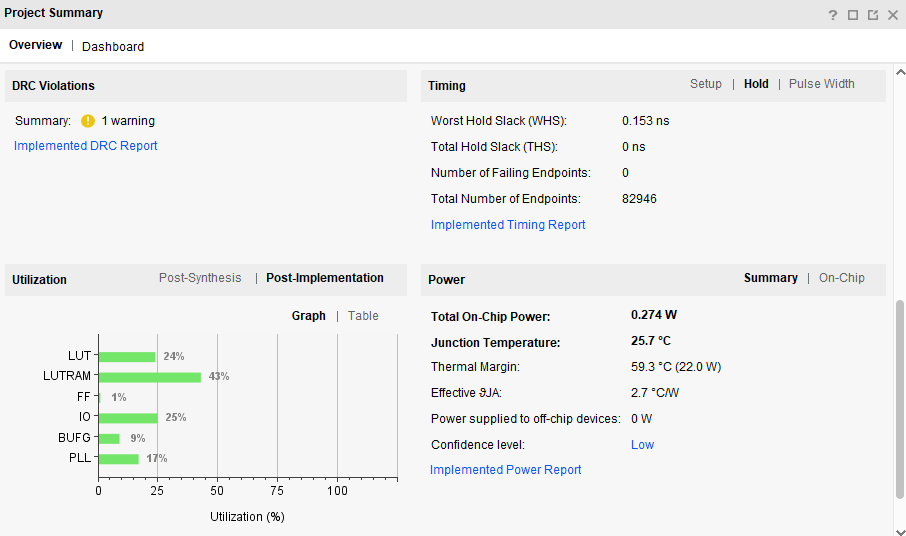 Project Summary
?
Overview | Dashboard
DRC Violations
Summary: 1 warning
Implemented DRC Report
Timing
Setup | Hold | Pulse Width
Worst Hold Slack (WHS): 0.153 ns
Total Hold Slack (THS): 0 ns
Number of Failing Endpoints: 0
Total Number of Endpoints: 82946
Implemented Timing Report
Utilization
Post-Synthesis | Post-Implementation
Graph | Table
LUT 24%
LUTRAM 43%
FF 1%
IO 25%
BUFG 9%
PLL 17%
0 25 50 75 100
Utilization (%)
Power
Summary | On-Chip
Total On-Chip Power: 0.274 W
Junction Temperature: 25.7 °C
Thermal Margin: 59.3 °C (22.0 W)
Effective ϑJA: 2.7 °C/W
Power supplied to off-chip devices: 0 W
Confidence level: Low
Implemented Power Report